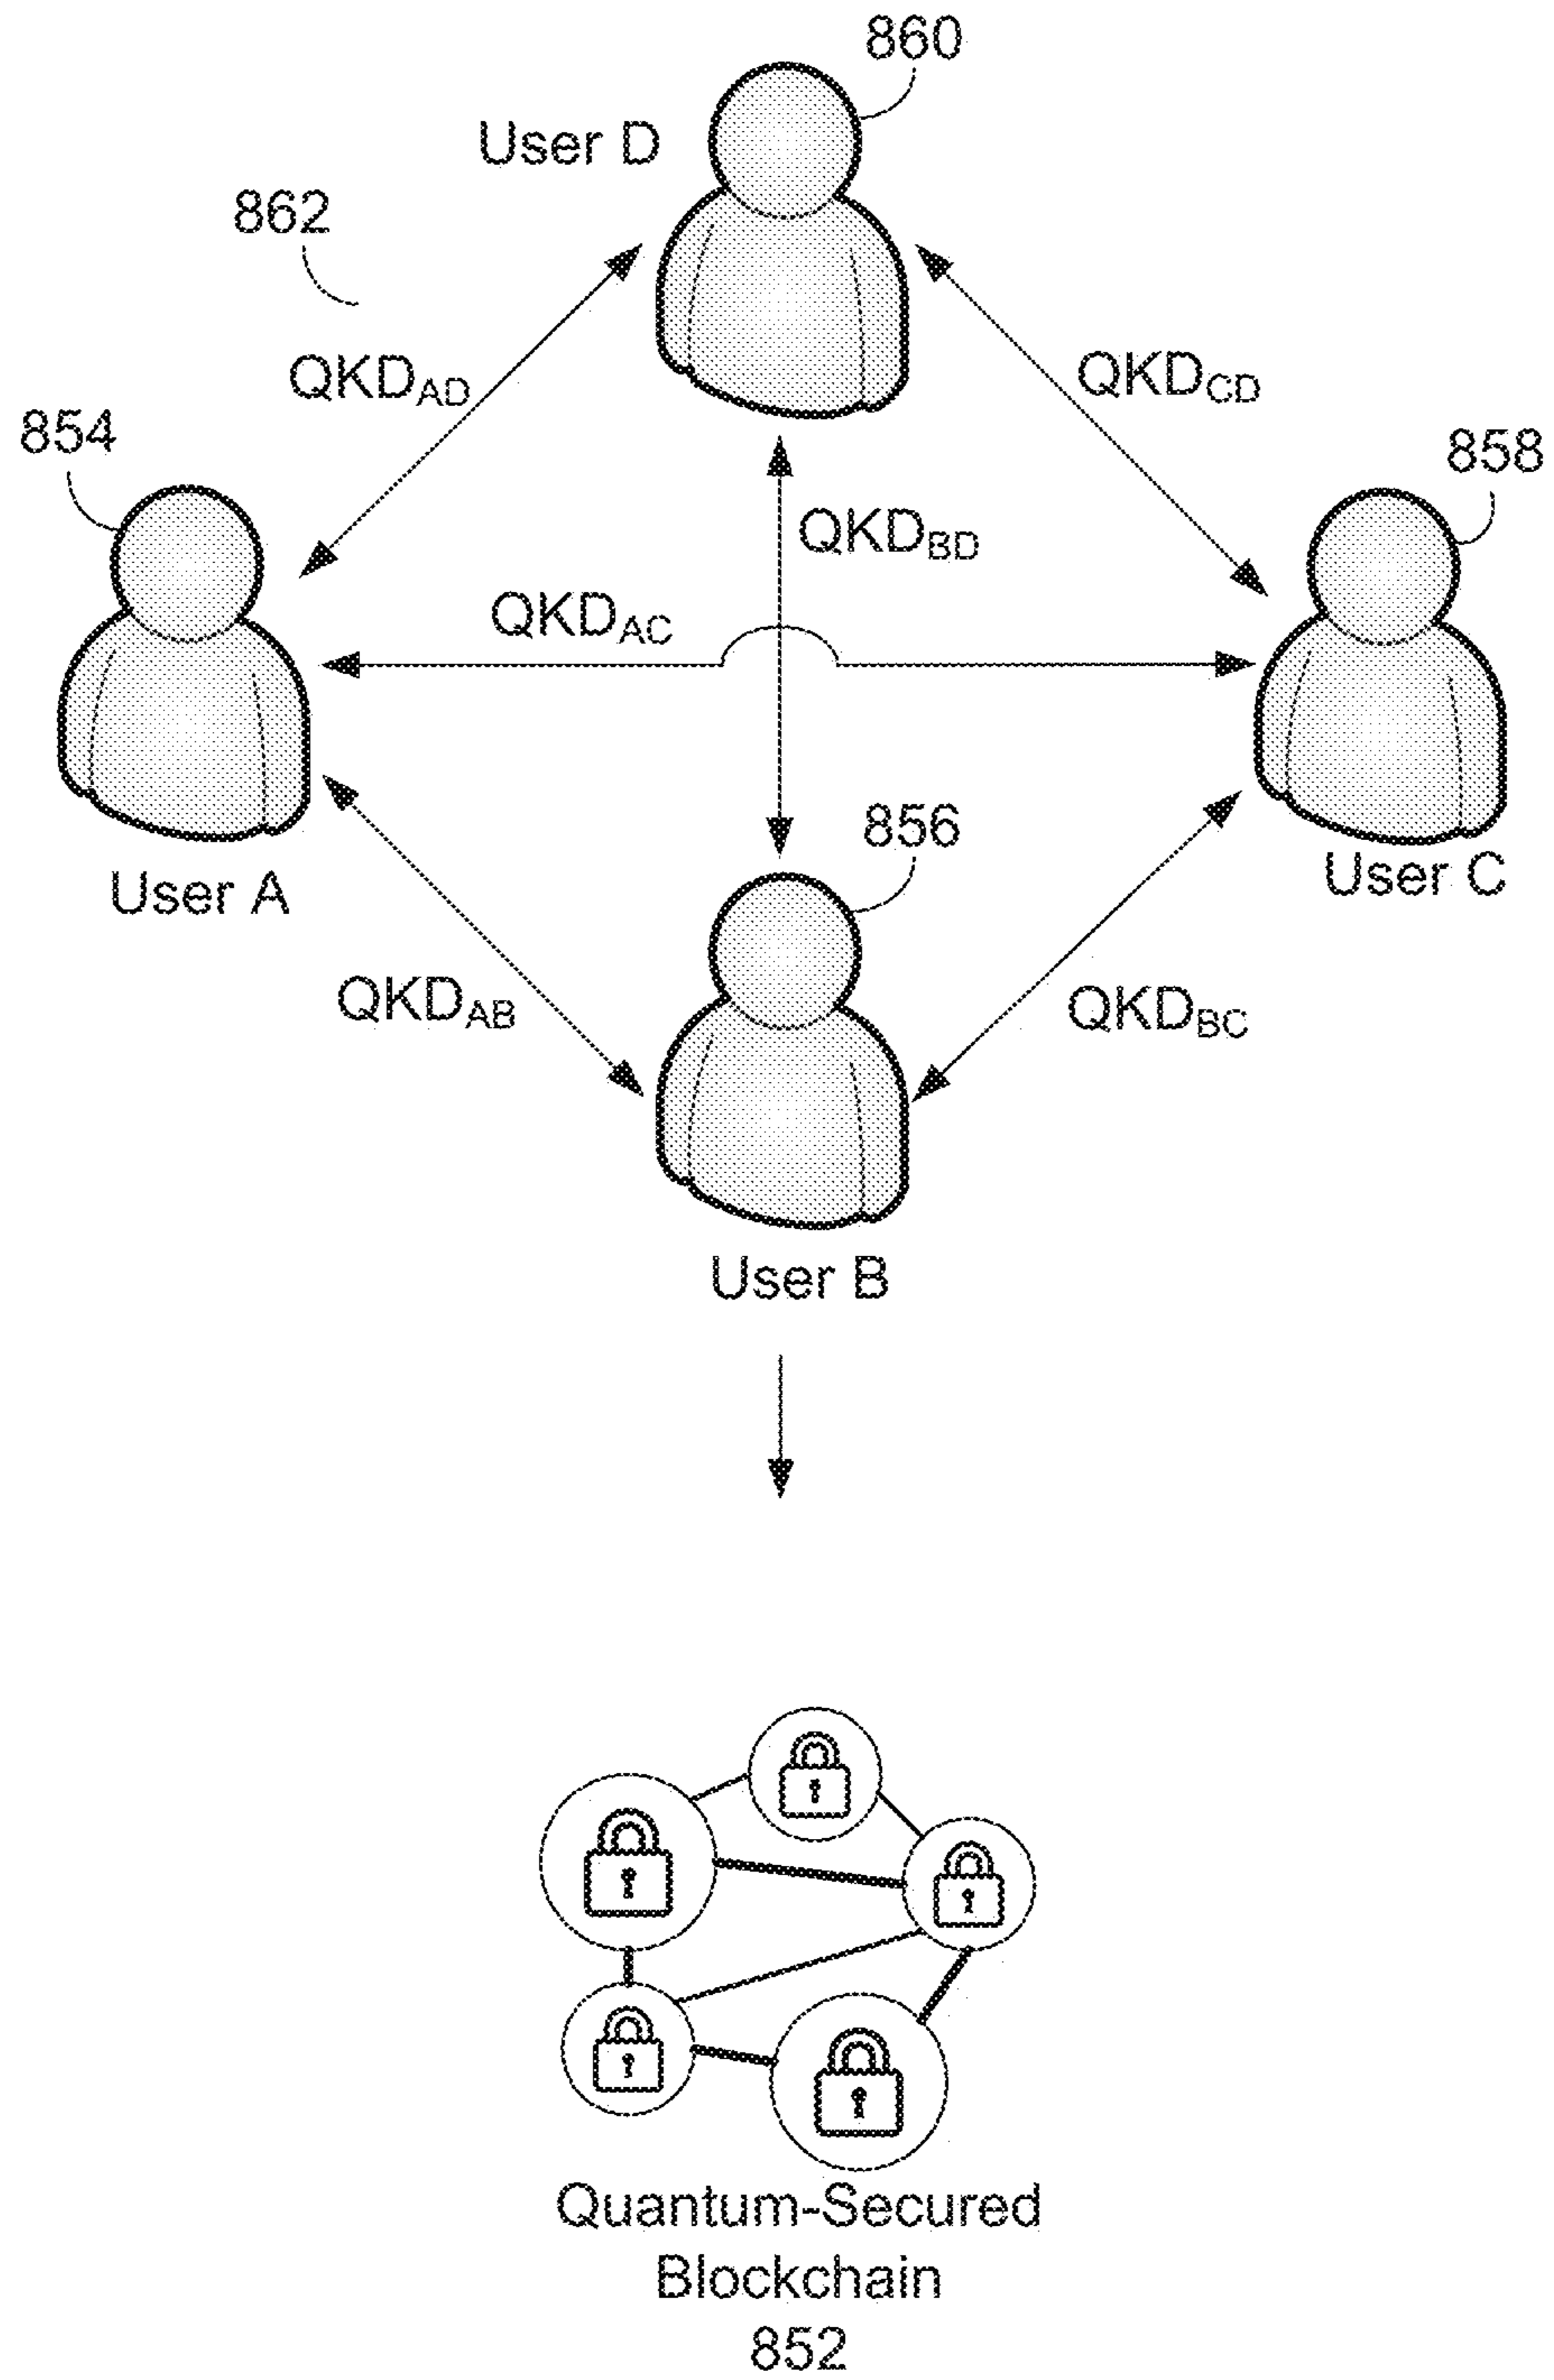 860
User D
862
QKDAD
QKDCD
854
858
QKDBD
QKDAC
856
User A
User C
QKDAB
QKDBC
User B
Quantum-Secured
Blockchain
852